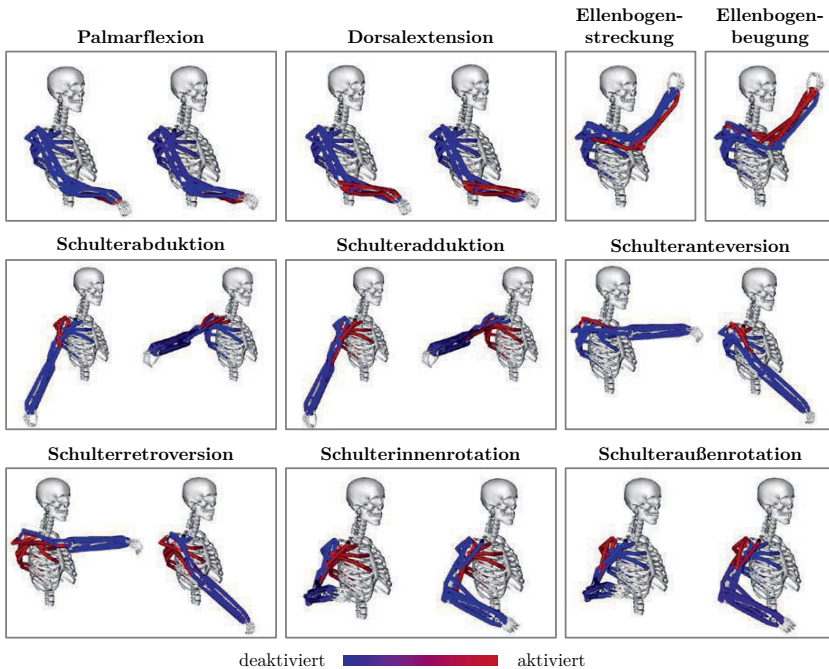 Palmarflexion
Dorsalextension
Ellenbogen-
streckung
Ellenbogen-
beugung
Schulterabduktion
Schulteradduktion
Schulteranteversion
Schulterretroversion
Schulterinnenrotation
Schulteraußenrotation
deaktiviert
aktiviert